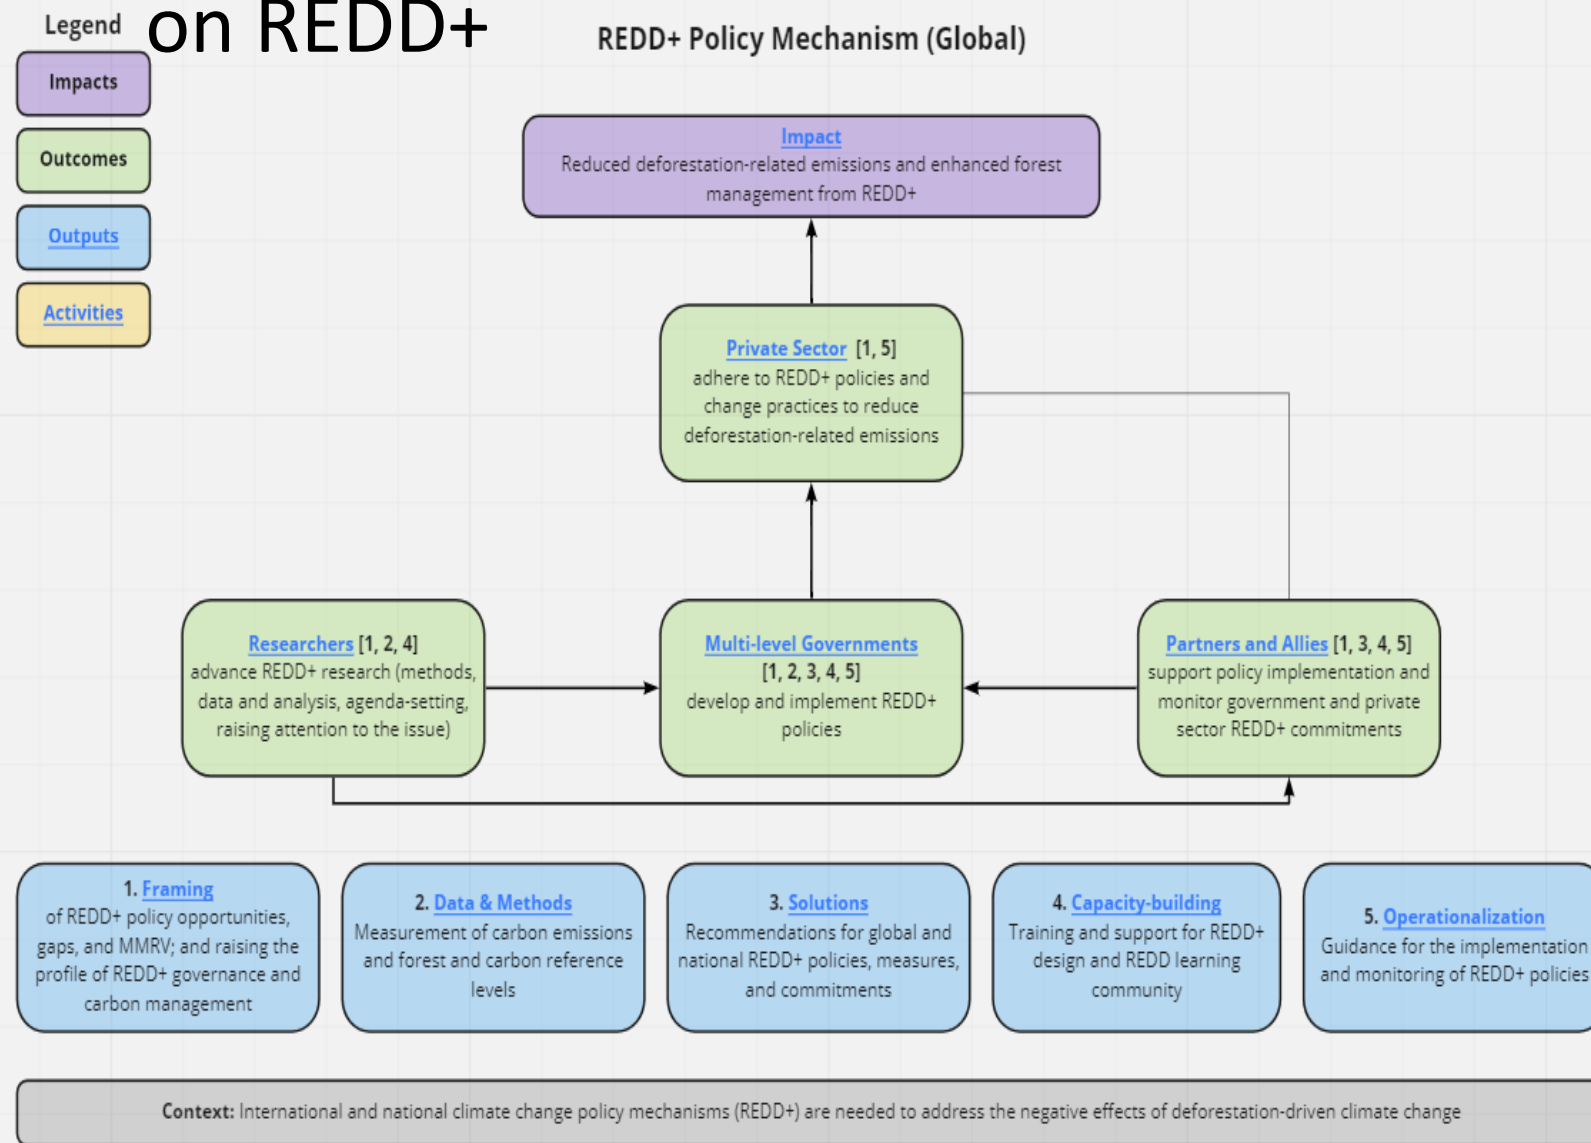 on REDD+
Legend
Impacts
Outcomes
Outputs
Activities
REDD+ Policy Mechanism (Global)
Impact
Reduced deforestation-related emissions and enhanced forest
management from REDD+
Private Sector [1, 5]
adhere to REDD+ policies and
change practices to reduce
deforestation-related emissions
Researchers [1, 2, 4]
advance REDD+ research (methods,
data and analysis, agenda-setting,
raising attention to the issue)
Multi-level Governments
[1, 2, 3, 4, 5]
develop and implement REDD+
policies
Partners and Allies [1, 3, 4, 5]
support policy implementation and
monitor government and private
sector REDD+ commitments
1. Framing
of REDD+ policy opportunities,
gaps, and MMRV; and raising the
profile of REDD+ governance and
carbon management
2. Data & Methods
Measurement of carbon emissions
and forest and carbon reference
levels
3. Solutions
Recommendations for global and
national REDD+ policies, measures,
and commitments
4. Capacity-building
Training and support for REDD+
design and REDD learning
community
5. Operationalization
Guidance for the implementation
and monitoring of REDD+ policies
Context: International and national climate change policy mechanisms (REDD+) are needed to address the negative effects of deforestation-driven climate change